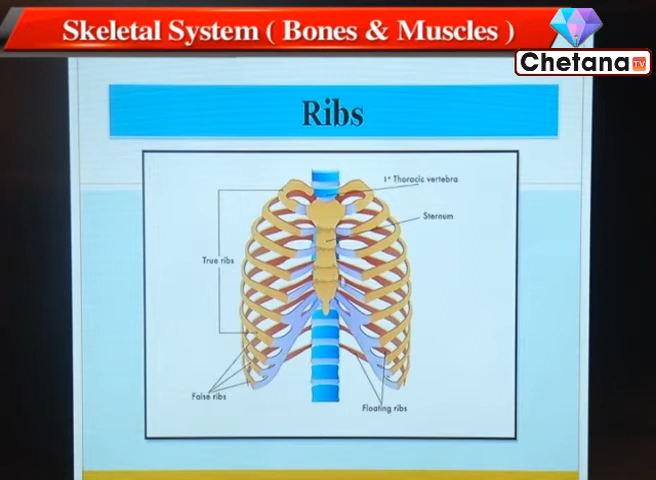 Skeletal System ( Bones & Muscles )
Chetana TV
Ribs
1st Thoracic vertebra
Sternum
True ribs
False ribs
Floating ribs